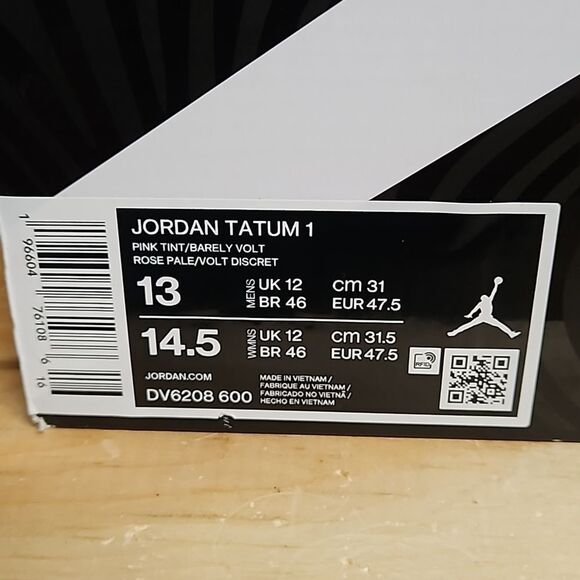 JORDAN TATUM 1
PINK TINT/BARELY VOLT
ROSE PALE/VOLT DISCRET
13 MENS UK 12 CM 31
BR 46 EUR 47.5
14.5 WMNS UK 12 CM 31.5
BR 46 EUR 47.5
JORDAN.COM
DV6208 600
MADE IN VIETNAM /
FABRIQUE AU VIETNAM /
FABRICADO NO VIETNÃ /
HECHO EN VIETNAM
RFID
1 96604 76108 6 16